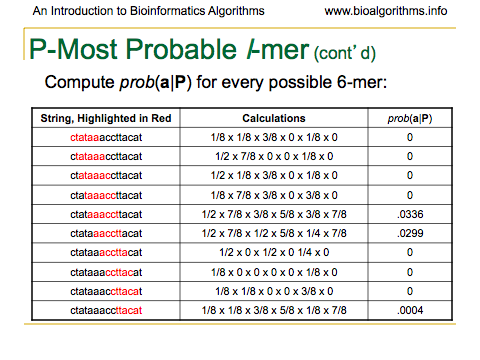 An Introduction to Bioinformatics Algorithms www.bioalgorithms.info
P-Most Probable l-mer (cont’ d)
Compute prob(a|P) for every possible 6-mer:
String, Highlighted in Red Calculations prob(a|P)
ctataaaccttacat 1/8 x 1/8 x 3/8 x 0 x 1/8 x 0 0
ctataaaccttacat 1/2 x 7/8 x 0 x 0 x 1/8 x 0 0
ctataaaccttacat 1/2 x 1/8 x 3/8 x 0 x 1/8 x 0 0
ctataaaccttacat 1/8 x 7/8 x 3/8 x 0 x 3/8 x 0 0
ctataaaccttacat 1/2 x 7/8 x 3/8 x 5/8 x 3/8 x 7/8 .0336
ctataaaccttacat 1/2 x 7/8 x 1/2 x 5/8 x 1/4 x 7/8 .0299
ctataaaccttacat 1/2 x 0 x 1/2 x 0 1/4 x 0 0
ctataaaccttacat 1/8 x 0 x 0 x 0 x 1/8 x 0 0
ctataaaccttacat 1/8 x 1/8 x 0 x 0 x 3/8 x 0 0
ctataaaccttacat 1/8 x 1/8 x 3/8 x 5/8 x 1/8 x 7/8 .0004